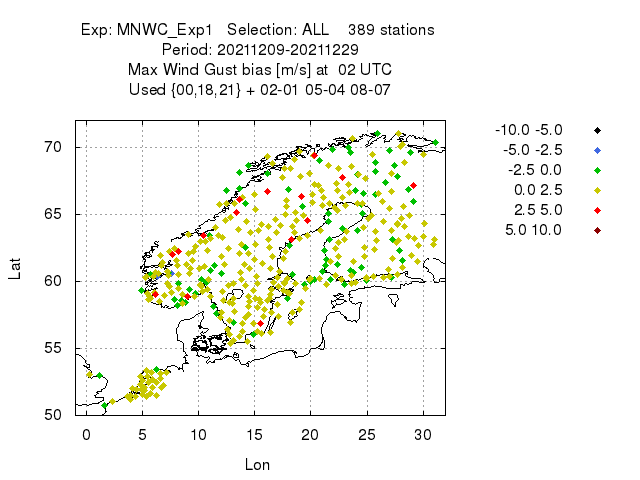 Exp: MNWC_Exp1 Selection: ALL 389 stations
Period: 20211209-20211229
Max Wind Gust bias [m/s] at 02 UTC
Used {00,18,21} + 02-01 05-04 08-07
-10.0 -5.0
-5.0 -2.5
-2.5 0.0
0.0 2.5
2.5 5.0
5.0 10.0
Lat
70
65
60
55
50
0 5 10 15 20 25 30
Lon